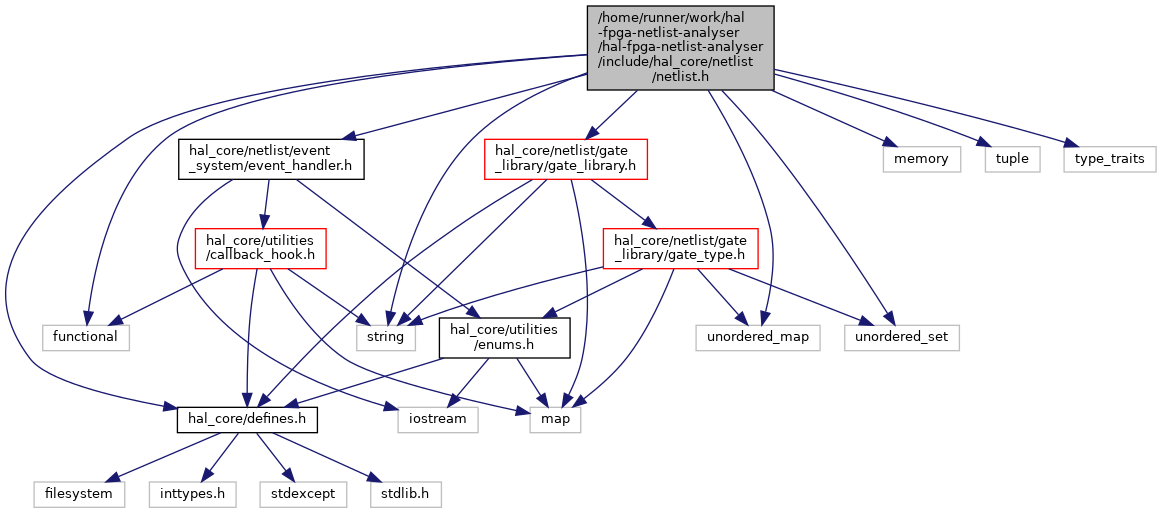 /home/runner/work/hal
-fpga-netlist-analyser
/hal-fpga-netlist-analyser
/include/hal_core/netlist
/netlist.h
hal_core/netlist/event
_system/event_handler.h
hal_core/netlist/gate
_library/gate_library.h
memory
tuple
type_traits
hal_core/utilities
/callback_hook.h
hal_core/netlist/gate
_library/gate_type.h
functional
string
hal_core/utilities
/enums.h
unordered_map
unordered_set
hal_core/defines.h
iostream
map
filesystem
inttypes.h
stdexcept
stdlib.h